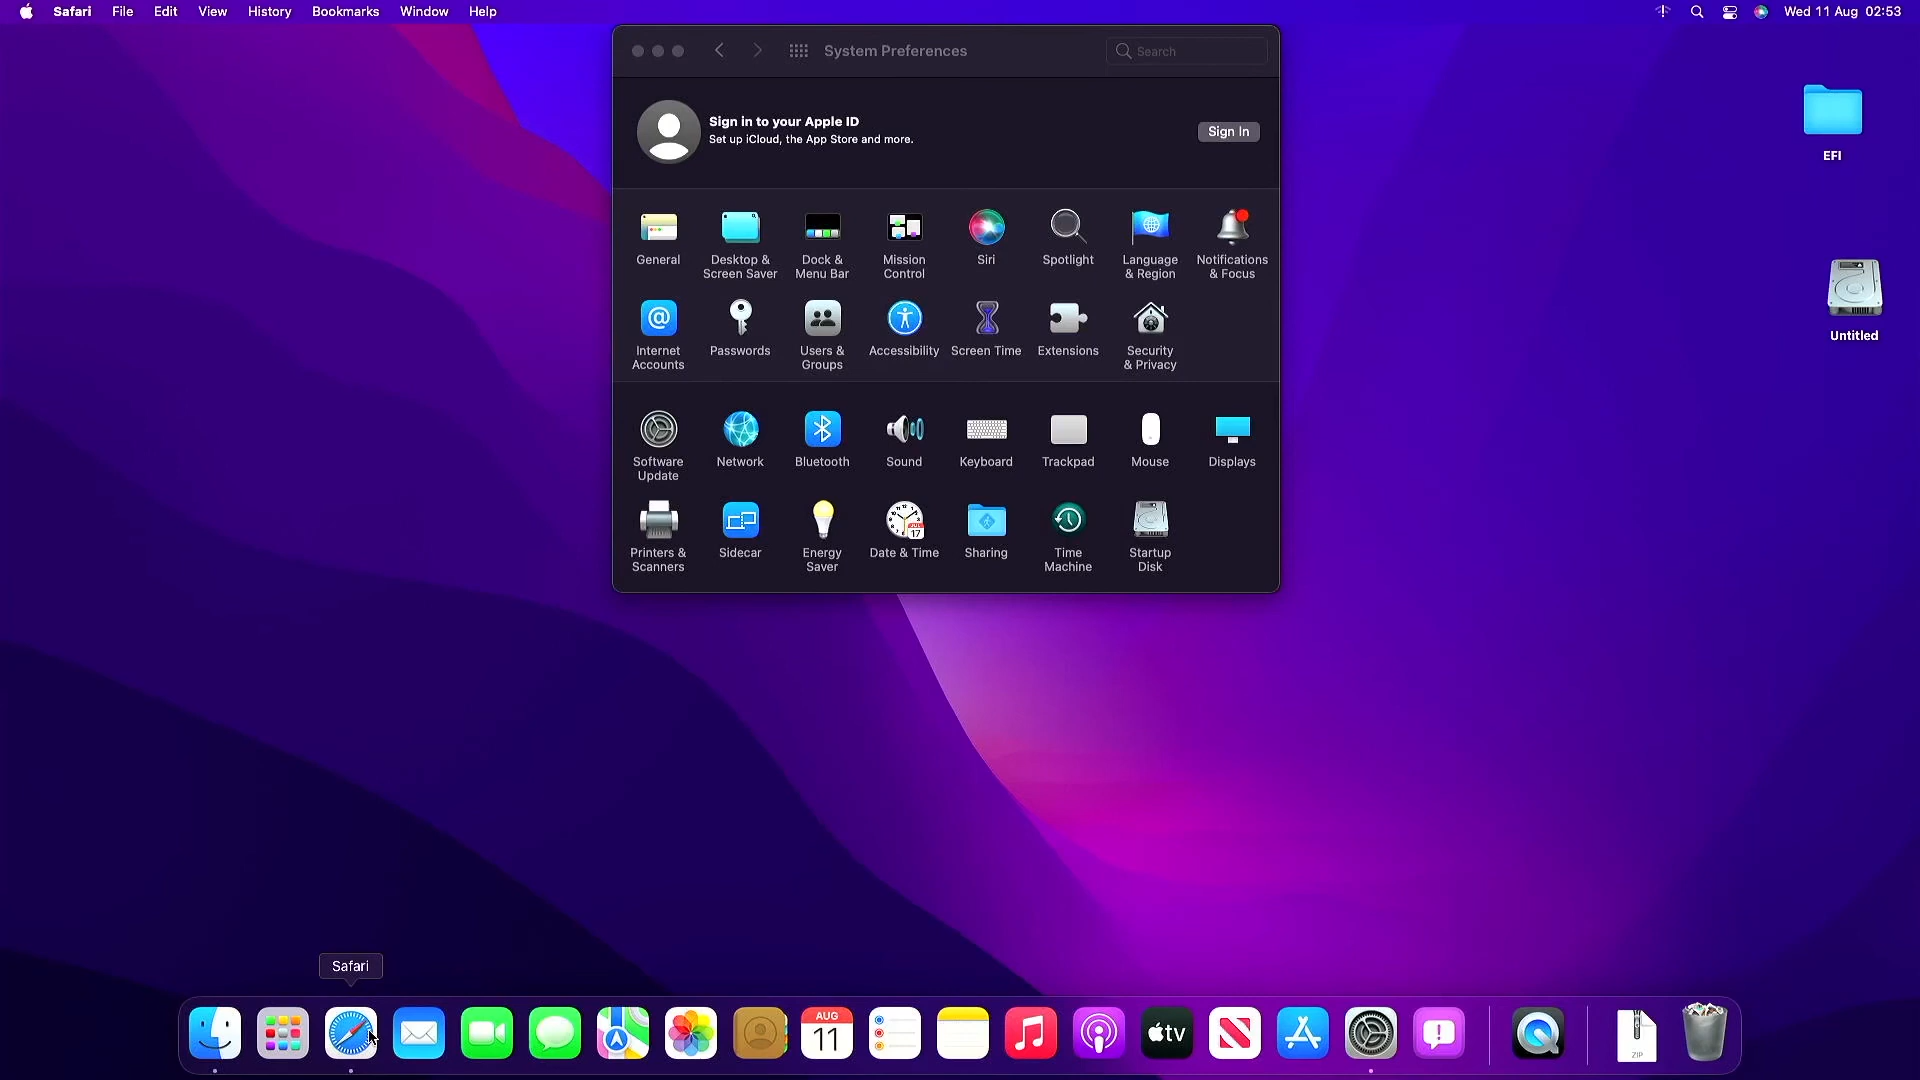 Safari File Edit View History Bookmarks Window Help
Wed 11 Aug 02:53
System Preferences
Search
Sign in to your Apple ID
Set up iCloud, the App Store and more.
Sign In
General
Desktop &
Screen Saver
Dock &
Menu Bar
Mission
Control
Siri
Spotlight
Language
& Region
Notifications
& Focus
Internet
Accounts
Passwords
Users &
Groups
Accessibility
Screen Time
Extensions
Security
& Privacy
Software
Update
Network
Bluetooth
Sound
Keyboard
Trackpad
Mouse
Displays
Printers &
Scanners
Sidecar
Energy
Saver
JUL
17
Date & Time
Sharing
Time
Machine
Startup
Disk
EFI
Untitled
Safari
AUG
11
tv
ZIP